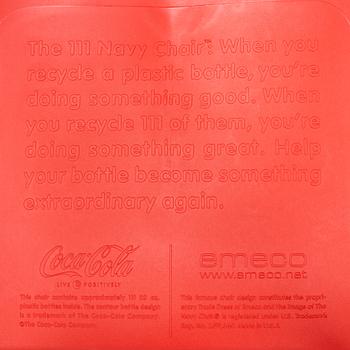 The 111 Navy Chair™. When you
recycle a plastic bottle, you're
doing something good. When
you recycle 111 of them, you're
doing something great. Help
your bottle become something
extraordinary again.
Coca-Cola
LIVE POSITIVELY
This chair contains approximately 111 20 oz.
plastic bottles inside. The contour bottle design
is a trademark of The Coca-Cola Company.
©The Coca-Cola Company.
emeco
www.emeco.net
This famous chair design constitutes the propri-
etary Trade Dress of Emeco and the image of The
Navy Chair® is registered under U.S. Trademark
Reg. No. Made in U.S.A.